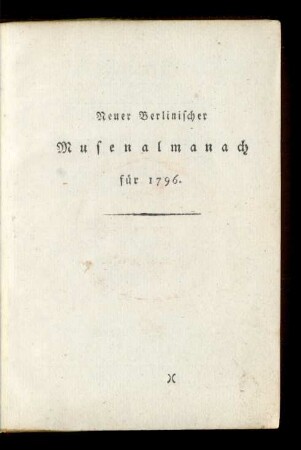 Neuer Berliniſcher
Muſenalmanach
für 1796.
)(